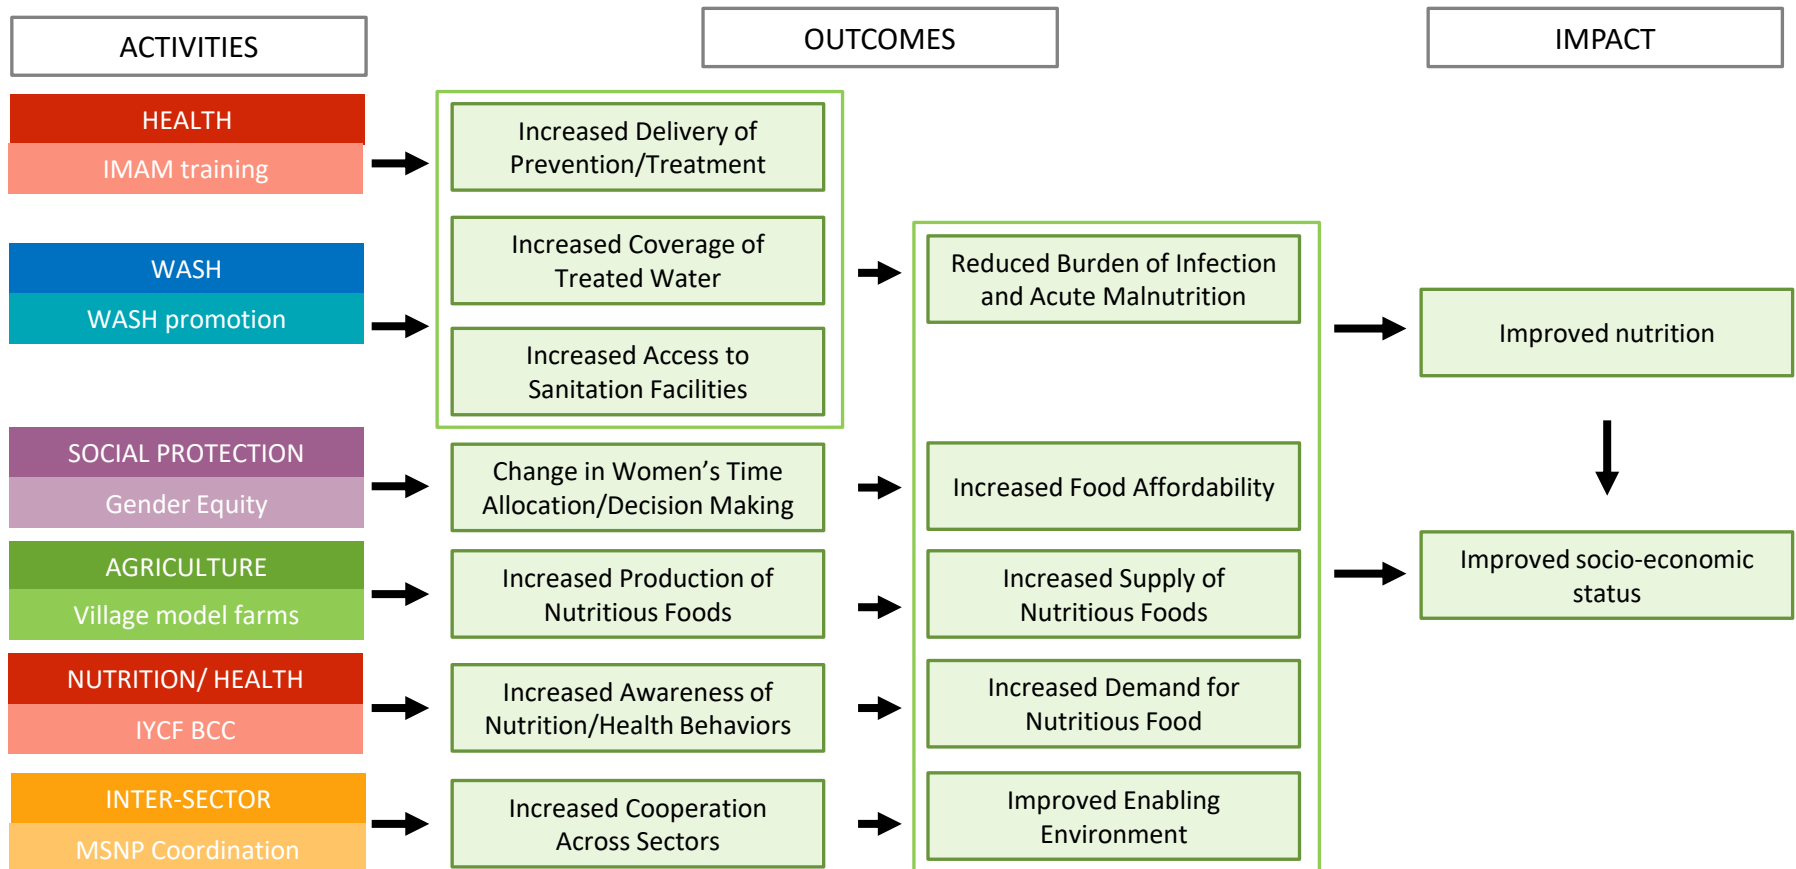 ACTIVITIES
OUTCOMES
IMPACT
HEALTH
IMAM training
Increased Delivery of
Prevention/Treatment
WASH
WASH promotion
Increased Coverage of
Treated Water
Increased Access to
Sanitation Facilities
Reduced Burden of Infection
and Acute Malnutrition
Improved nutrition
SOCIAL PROTECTION
Gender Equity
Change in Women's Time
Allocation/Decision Making
Increased Food Affordability
AGRICULTURE
Village model farms
Increased Production of
Nutritious Foods
Increased Supply of
Nutritious Foods
Improved socio-economic
status
NUTRITION/ HEALTH
IYCF BCC
Increased Awareness of
Nutrition/Health Behaviors
Increased Demand for
Nutritious Food
INTER-SECTOR
MSNP Coordination
Increased Cooperation
Across Sectors
Improved Enabling
Environment